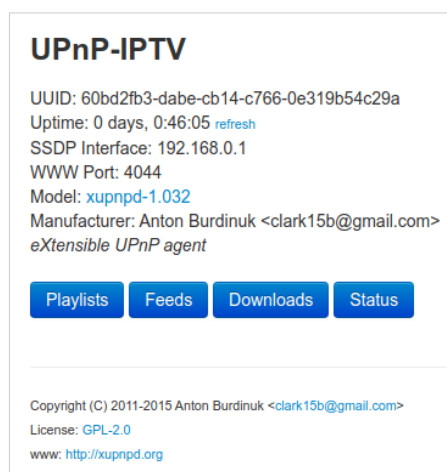 UPnP-IPTV
UUID: 60bd2fb3-dabe-cb14-c766-0e319b54c29a
Uptime: 0 days, 0:46:05 refresh
SSDP Interface: 192.168.0.1
WWW Port: 4044
Model: xupnpd-1.032
Manufacturer: Anton Burdinuk <clark15b@gmail.com>
eXtensible UPnP agent
Playlists Feeds Downloads Status
Copyright (C) 2011-2015 Anton Burdinuk <clark15b@gmail.com>
License: GPL-2.0
www: http://xupnpd.org